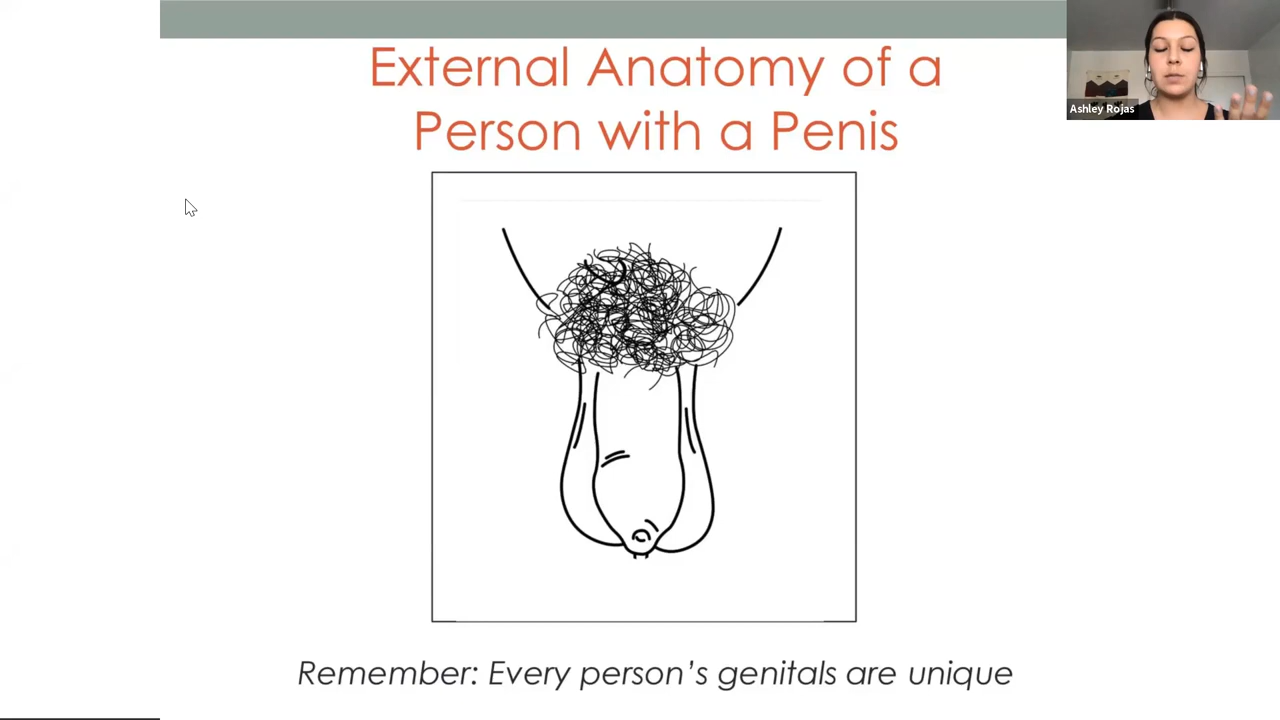 External Anatomy of a
Person with a Penis
Ashley Rojas
Remember: Every person's genitals are unique